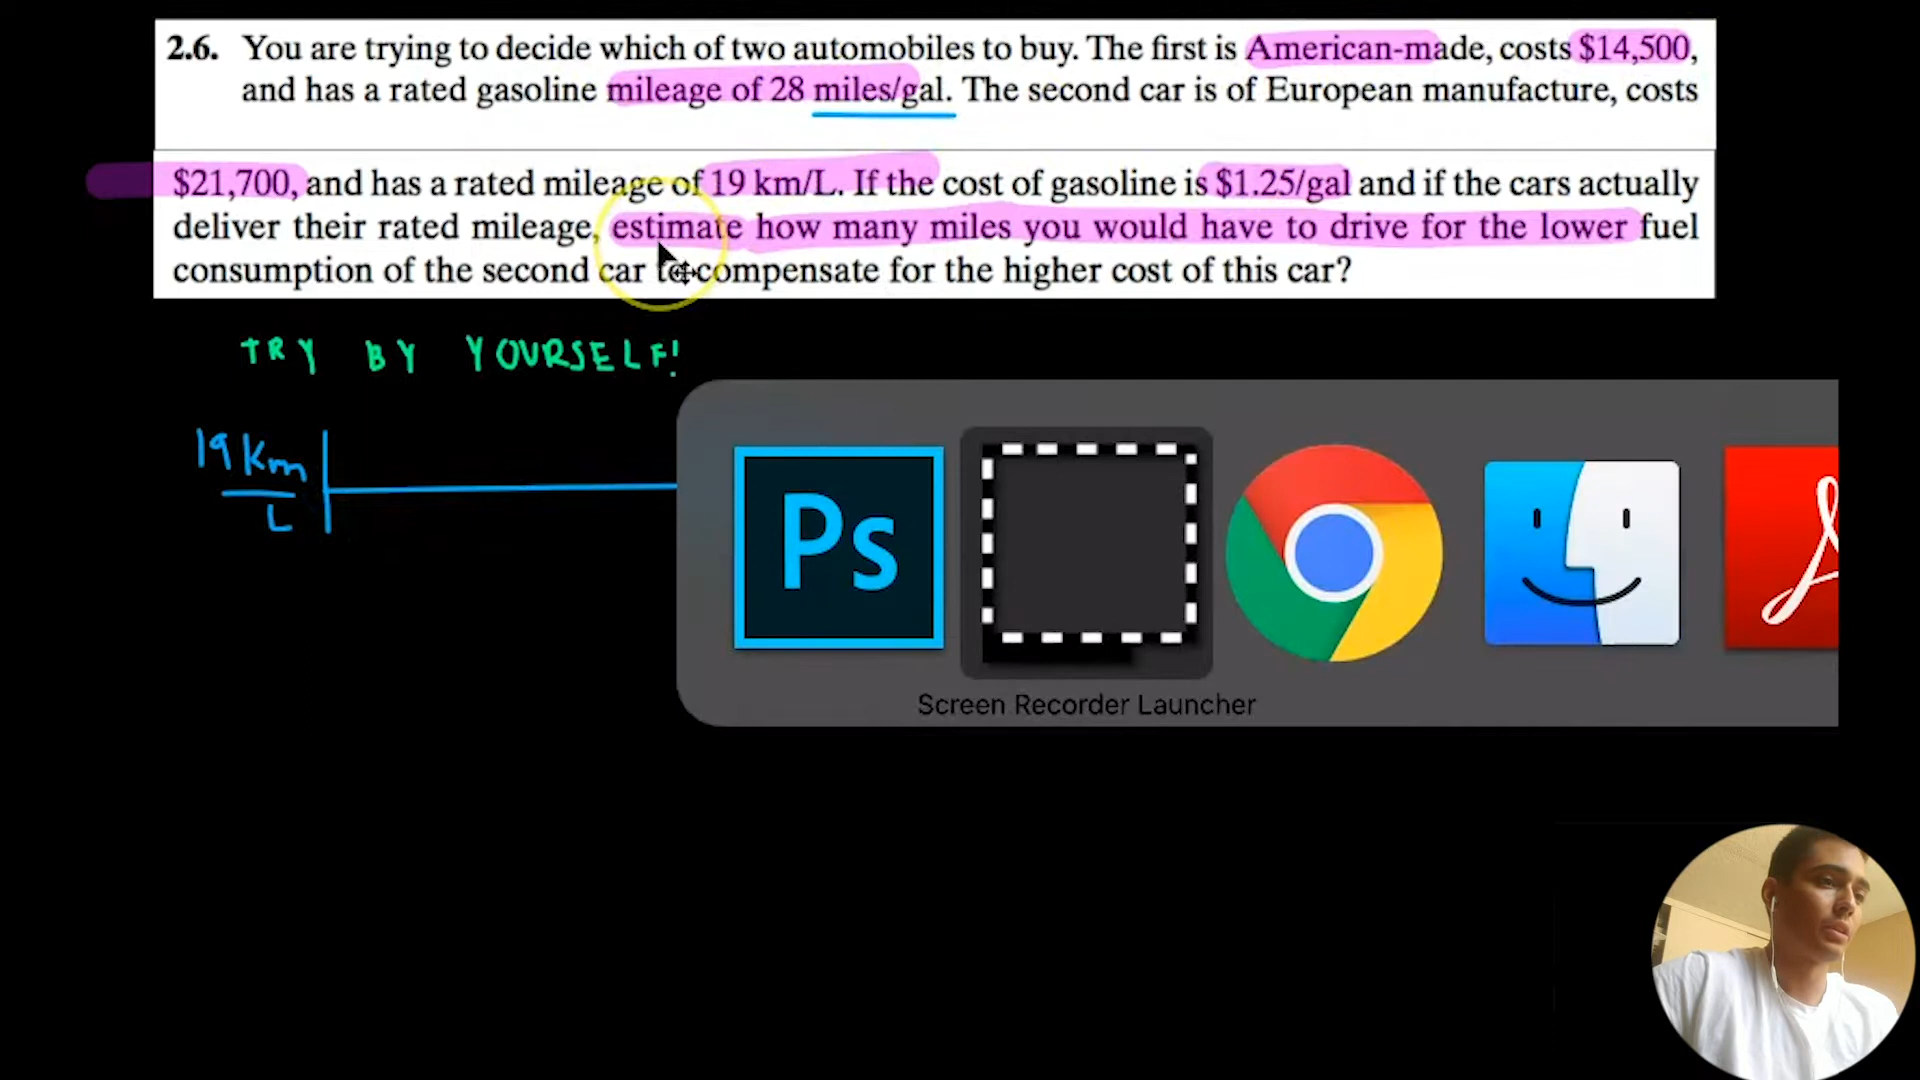 2.6. You are trying to decide which of two automobiles to buy. The first is American-made, costs $14,500,
and has a rated gasoline mileage of 28 miles/gal. The second car is of European manufacture, costs
$21,700, and has a rated mileage of 19 km/L. If the cost of gasoline is $1.25/gal and if the cars actually
deliver their rated mileage, estimate how many miles you would have to drive for the lower fuel
consumption of the second car to compensate for the higher cost of this car?
TRY BY YOURSELF!
19 Km
L
Ps
Screen Recorder Launcher